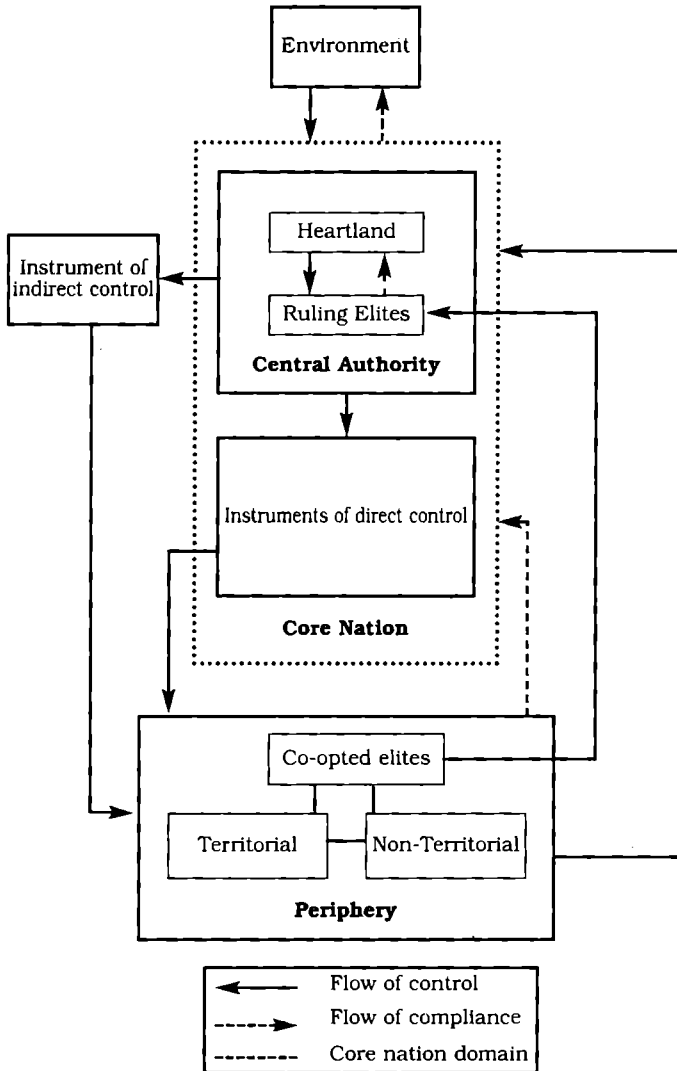 Environment
Heartland
Ruling Elites
Central Authority
Instrument of
indirect control
Instruments of direct control
Core Nation
Co-opted elites
Territorial
Non-Territorial
Periphery
Flow of control
Flow of compliance
Core nation domain